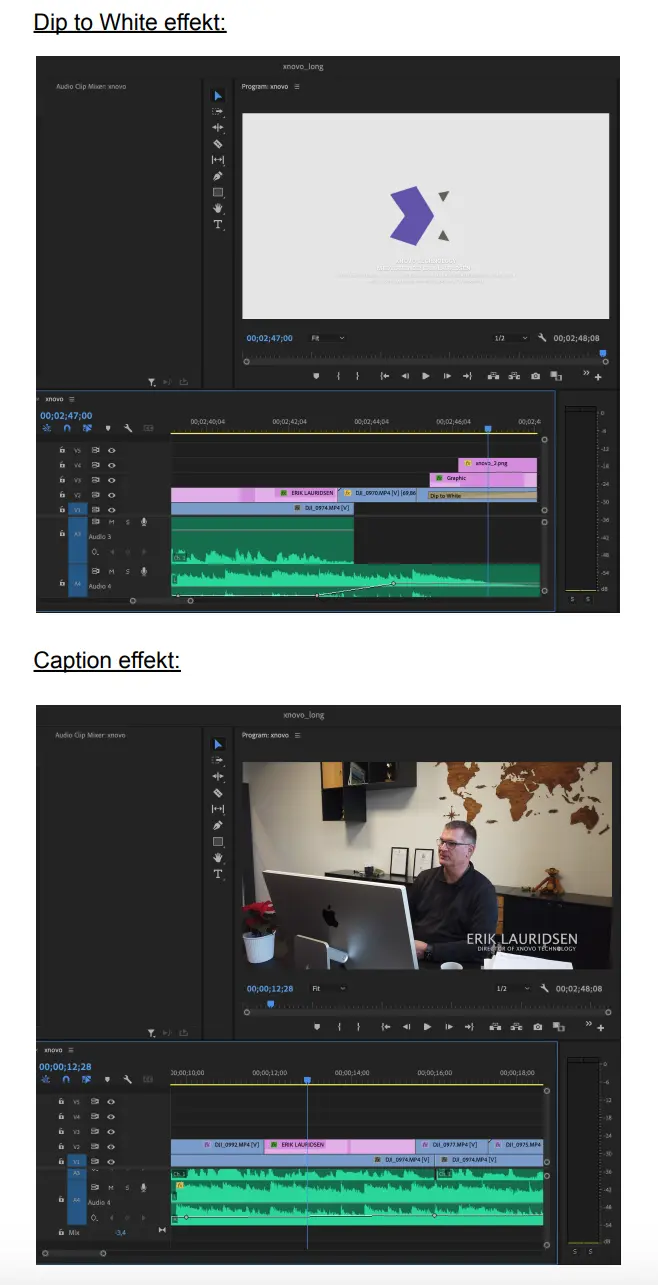 Dip to White effekt:
xnovo_long
Audio Clip Mixer: xnovo
Program: xnovo
T
00;02;47;00
Fit
1/2
00;02;48;08
xnovo
00;02;47;00
00;02;40;04
00;02;42;04
00;02;44;04
00;02;46;04
00;02;4
V5
V4
xnovo_2.png
V3
Graphic
V2
ERIK LAURIDSEN
DJI_0970.MP4 [V] [69,86
Dip to White
V1
DJI_0974.MP4 [V]
A3
M
S
Audio 3
A4
M
S
Audio 4
0
-6
-12
-18
-24
-30
-36
-42
-48
-54
dB
S
S
Caption effekt:
xnovo_long
Audio Clip Mixer: xnovo
Program: xnovo
T
ERIK LAURIDSEN
DIRECTOR OF XNOVO TECHNOLOGY
00;00;12;28
Fit
1/2
00;02;48;08
xnovo
00;00;12;28
00;00;10;00
00;00;12;00
00;00;14;00
00;00;16;00
00;00;18;00
V5
V4
V3
V2
DJI_0992.MP4 [V]
ERIK LAURIDSEN
DJI_0977.MP4 [V]
DJI_0975.MP4
V1
DJI_0974.MP4 [V]
DJI_0974.MP4 [V]
A3
A4
M
S
Audio 4
Mix
-3,4
0
-6
-12
-18
-24
-30
-36
-42
-48
-54
dB
S
S